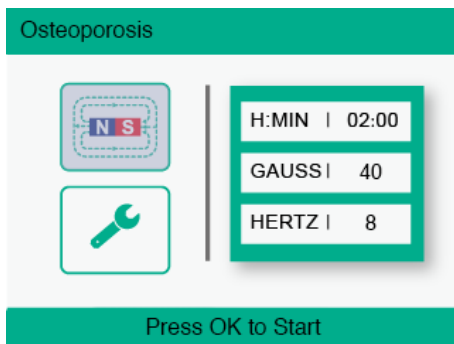 Osteoporosis
N S
H:MIN | 02:00
GAUSS | 40
HERTZ | 8
Press OK to Start